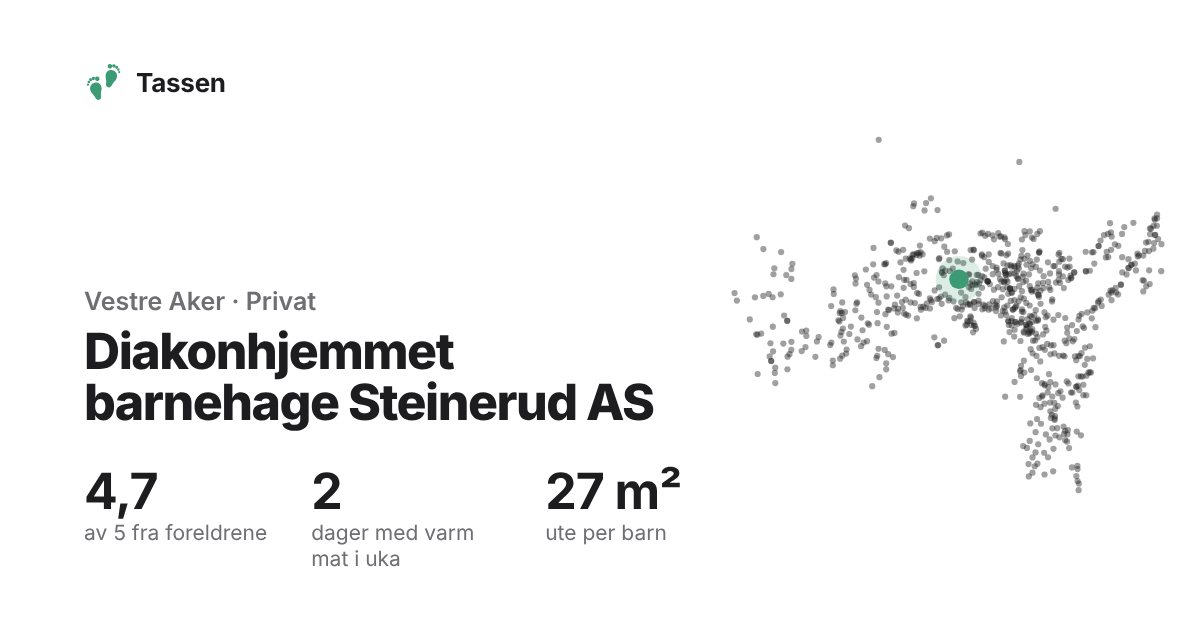 Tassen
Vestre Aker · Privat
Diakonhjemmet
barnehage Steinerud AS
4,7
av 5 fra foreldrene
2
dager med varm
mat i uka
27 m²
ute per barn